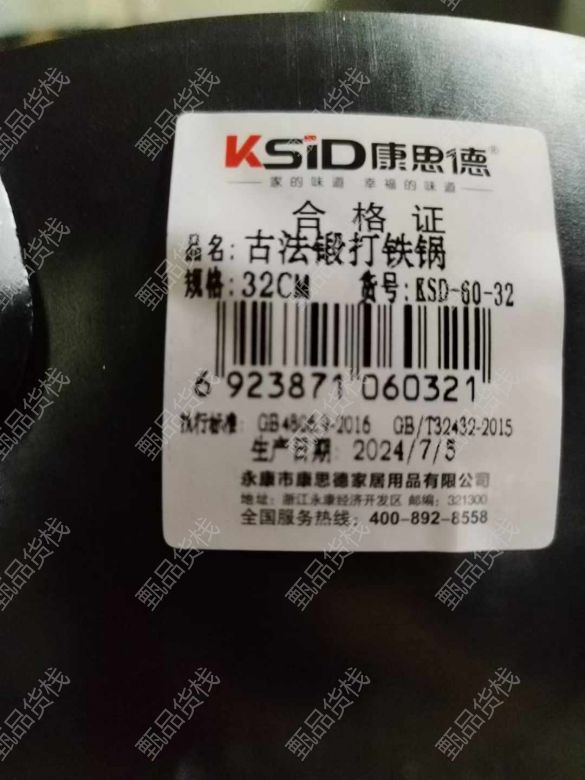 KSiD康思德®
家的味道 幸福的味道
合格证
品名:古法锻打铁锅
规格:32CM 货号:KSD-60-32
6 923871 060321
执行标准: GB4806.9-2016 GB/T32432-2015
生产日期: 2024/7/5
永康市康思德家居用品有限公司
地址:浙江永康经济开发区 邮编:321300
全国服务热线:400-892-8558
甄品货栈